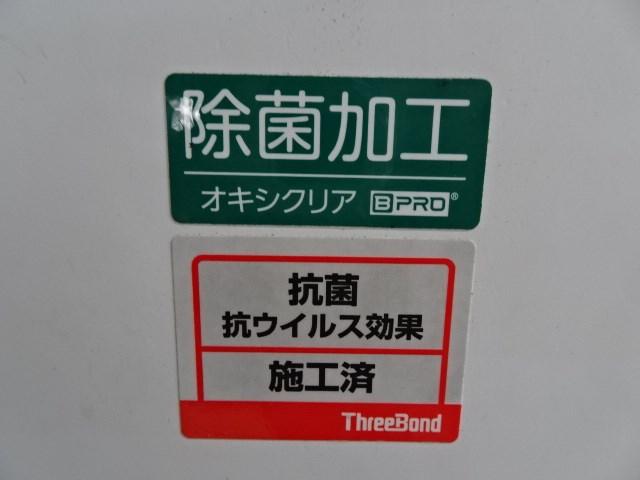 除菌加工
オキシクリア BPRO®
抗菌
抗ウイルス効果
施工済
ThreeBond